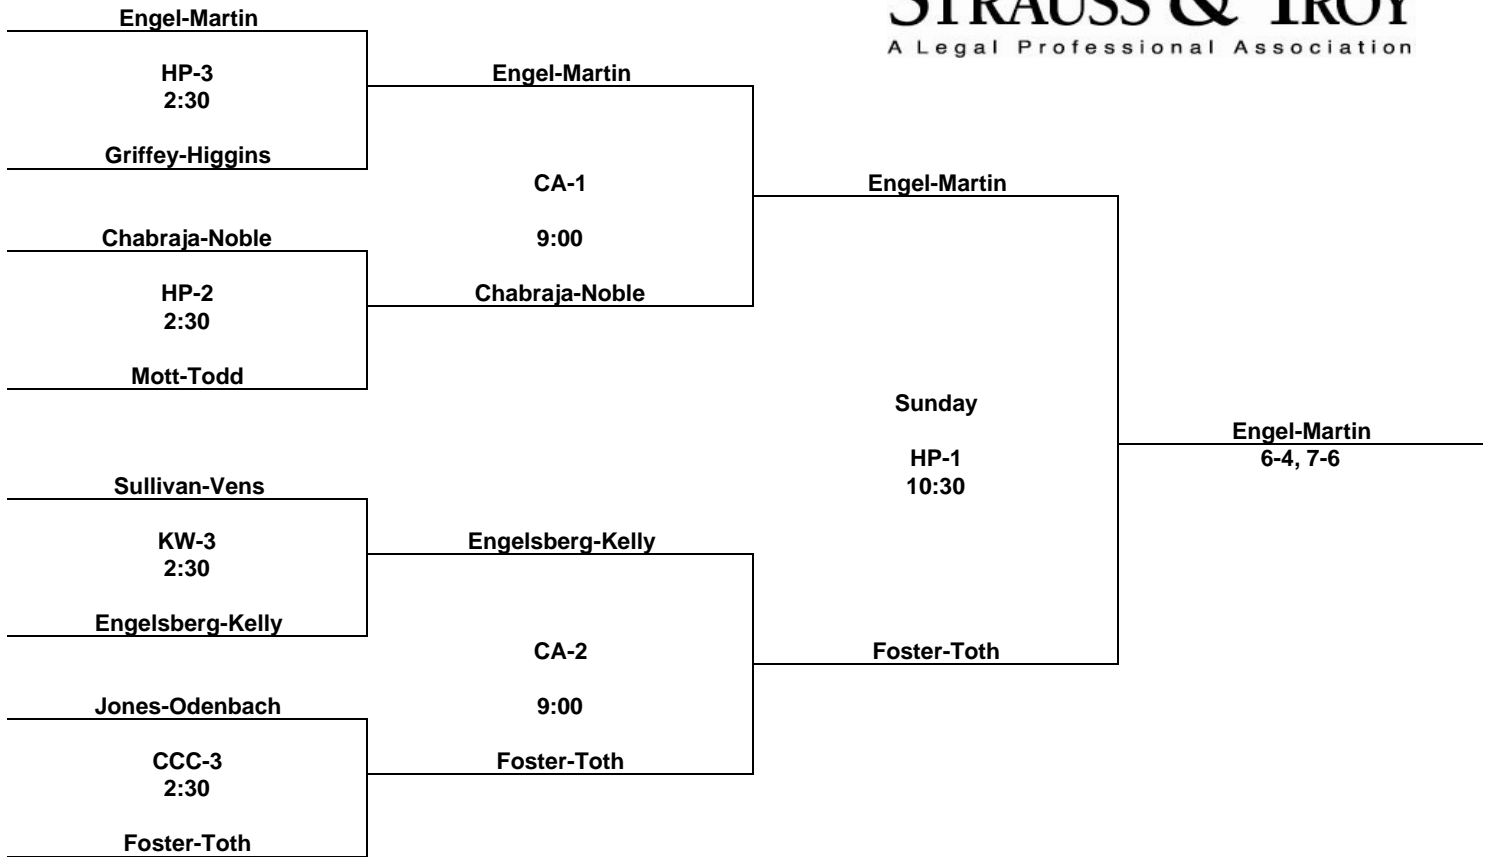 STRAUSS & TROY
A Legal Professional Association
Engel-Martin
HP-3
2:30
Griffey-Higgins
Chabraja-Noble
HP-2
2:30
Mott-Todd
Sullivan-Vens
KW-3
2:30
Engelsberg-Kelly
Jones-Odenbach
CCC-3
2:30
Foster-Toth
Engel-Martin
CA-1
9:00
Chabraja-Noble
Engelsberg-Kelly
CA-2
9:00
Foster-Toth
Engel-Martin
Sunday
HP-1
10:30
Foster-Toth
Engel-Martin
6-4, 7-6